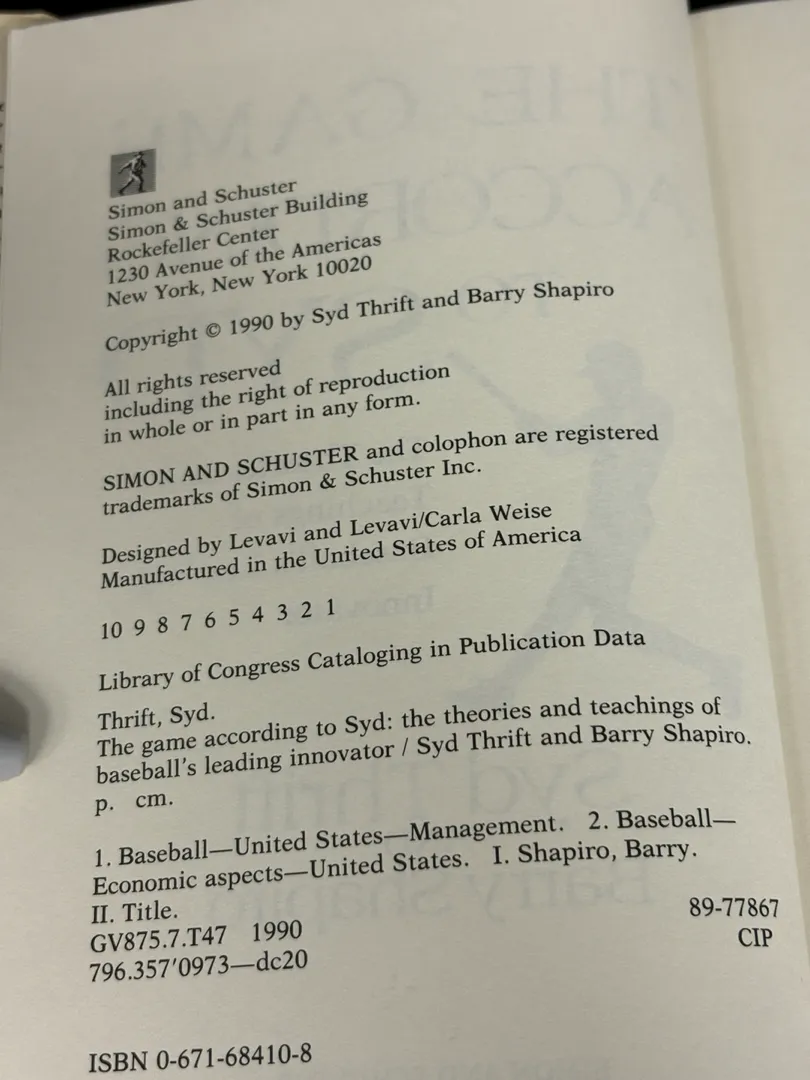 Simon and Schuster
Simon & Schuster Building
Rockefeller Center
1230 Avenue of the Americas
New York, New York 10020
Copyright © 1990 by Syd Thrift and Barry Shapiro
All rights reserved
including the right of reproduction
in whole or in part in any form.
SIMON AND SCHUSTER and colophon are registered
trademarks of Simon & Schuster Inc.
Designed by Levavi and Levavi/Carla Weise
Manufactured in the United States of America
10 9 8 7 6 5 4 3 2 1
Library of Congress Cataloging in Publication Data
Thrift, Syd.
The game according to Syd: the theories and teachings of
baseball's leading innovator / Syd Thrift and Barry Shapiro.
p. cm.
1. Baseball—United States—Management. 2. Baseball—
Economic aspects—United States. I. Shapiro, Barry.
II. Title.
GV875.7.T47 1990 89-77867
796.357'0973—dc20 CIP
ISBN 0-671-68410-8